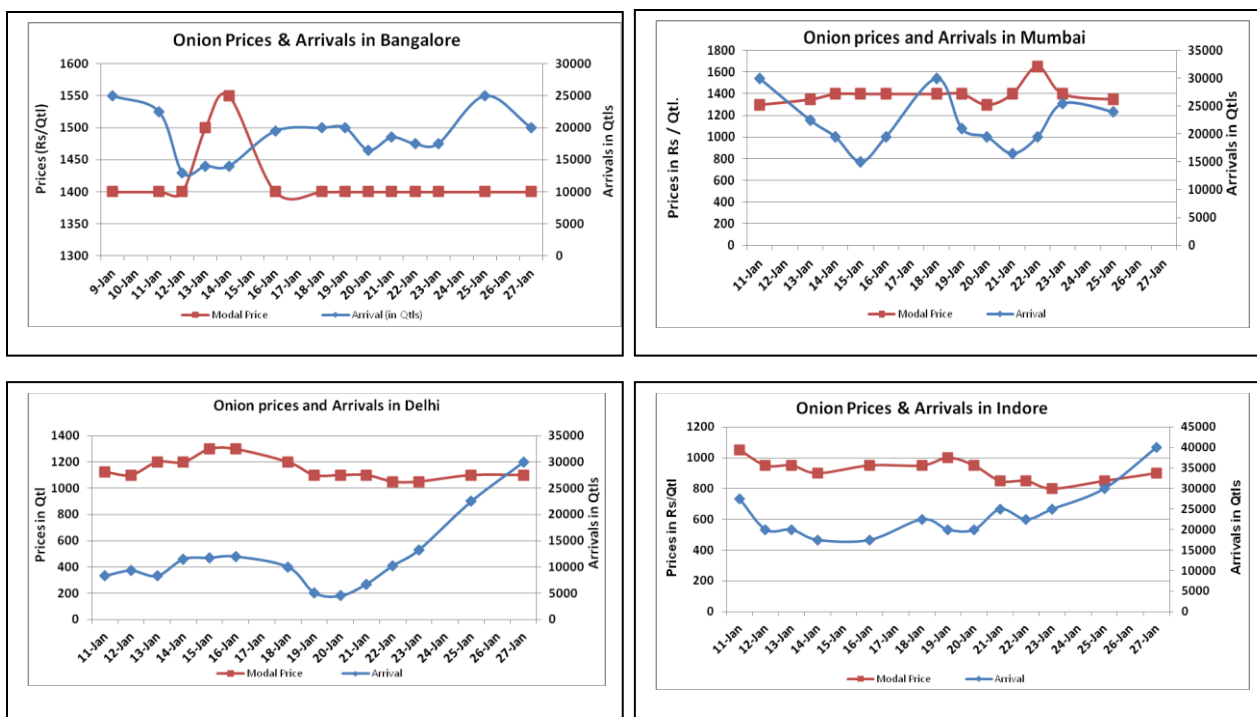 Onion Prices & Arrivals in Bangalore
Prices (Rs/Qtl)
1600
1550
1500
1450
1400
1350
1300
30000
25000
20000
15000
10000
5000
0
Arrivals in Qtls
9-Jan
10-Jan
11-Jan
12-Jan
13-Jan
14-Jan
15-Jan
16-Jan
17-Jan
18-Jan
19-Jan
20-Jan
21-Jan
22-Jan
23-Jan
24-Jan
25-Jan
26-Jan
27-Jan
Modal Price
Arrival (in Qtls)
Onion prices and Arrivals in Mumbai
Prices in Rs / Qtl.
1800
1600
1400
1200
1000
800
600
400
200
0
35000
30000
25000
20000
15000
10000
5000
0
Arrivals in Qtls
11-Jan
12-Jan
13-Jan
14-Jan
15-Jan
16-Jan
17-Jan
18-Jan
19-Jan
20-Jan
21-Jan
22-Jan
23-Jan
24-Jan
25-Jan
26-Jan
27-Jan
Modal Price
Arrival
Onion prices and Arrivals in Delhi
Prices in Qtl
1400
1200
1000
800
600
400
200
0
35000
30000
25000
20000
15000
10000
5000
0
Arrivals in Qtls
11-Jan
12-Jan
13-Jan
14-Jan
15-Jan
16-Jan
17-Jan
18-Jan
19-Jan
20-Jan
21-Jan
22-Jan
23-Jan
24-Jan
25-Jan
26-Jan
27-Jan
Modal Price
Arrival
Onion Prices & Arrivals in Indore
Prices in Rs/Qtl
1200
1000
800
600
400
200
0
45000
40000
35000
30000
25000
20000
15000
10000
5000
0
Arrivals in Qtls
11-Jan
12-Jan
13-Jan
14-Jan
15-Jan
16-Jan
17-Jan
18-Jan
19-Jan
20-Jan
21-Jan
22-Jan
23-Jan
24-Jan
25-Jan
26-Jan
27-Jan
Modal Price
Arrival